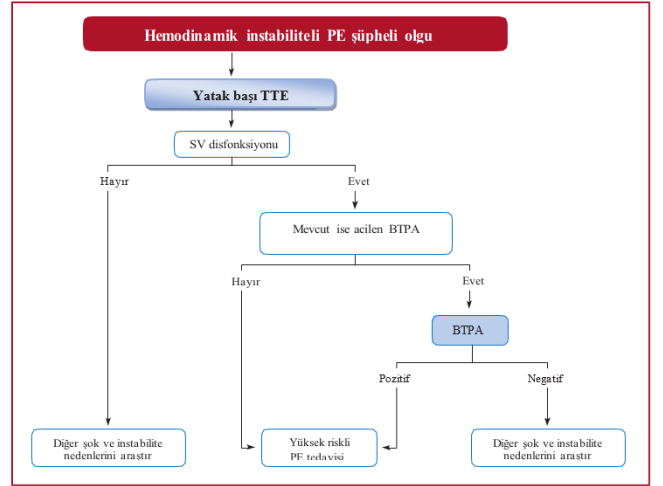 Hemodinamik instabiliteli PE şüpheli olgu
Yatak başı TTE
SV disfonksiyonu
Hayır
Evet
Mevcut ise acilen BTPA
Hayır
Evet
BTPA
Pozitif
Negatif
Diğer şok ve instabilite
nedenlerini araştır
Yüksek riskli
PE tedavisi
Diğer şok ve instabilite
nedenlerini araştır